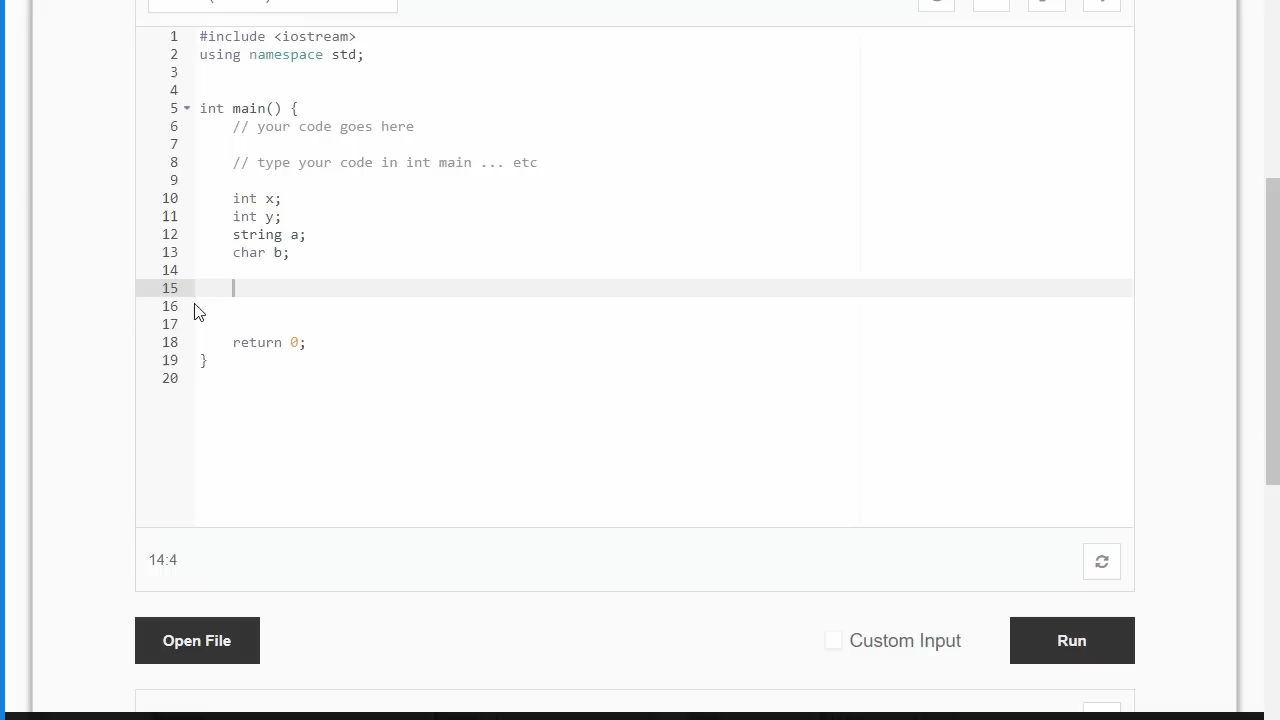 1 #include <iostream>
2 using namespace std;
3
4
5 int main() {
6 // your code goes here
7
8 // type your code in int main ... etc
9
10 int x;
11 int y;
12 string a;
13 char b;
14
15
16
17
18 return 0;
19 }
20
14:4
Open File
Custom Input
Run